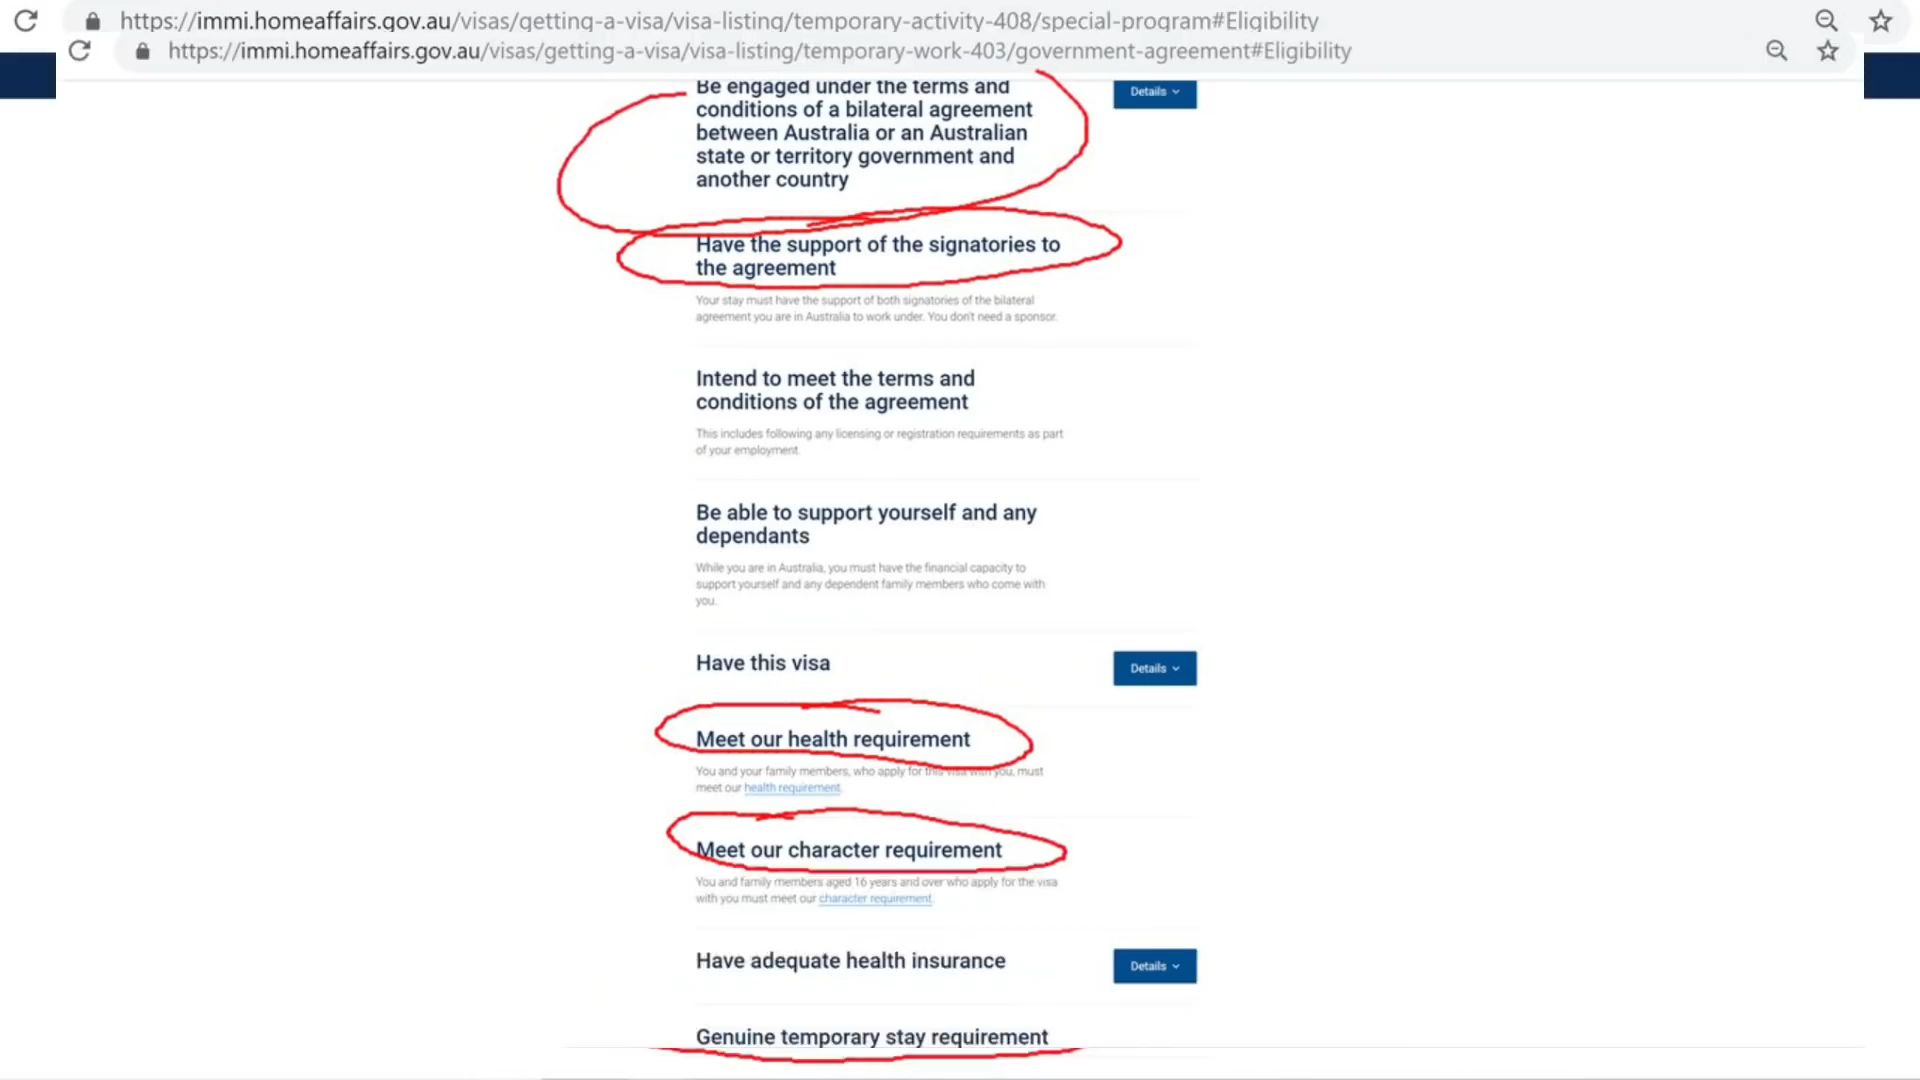 https://immi.homeaffairs.gov.au/visas/getting-a-visa/visa-listing/temporary-activity-408/special-program#Eligibility
https://immi.homeaffairs.gov.au/visas/getting-a-visa/visa-listing/temporary-work-403/government-agreement#Eligibility
Be engaged under the terms and
conditions of a bilateral agreement
between Australia or an Australian
state or territory government and
another country
Details
Have the support of the signatories to
the agreement
Your stay must have the support of both signatories of the bilateral
agreement you are in Australia to work under. You don't need a sponsor.
Intend to meet the terms and
conditions of the agreement
This includes following any licensing or registration requirements as part
of your employment.
Be able to support yourself and any
dependants
While you are in Australia, you must have the financial capacity to
support yourself and any dependent family members who come with
you.
Have this visa
Details
Meet our health requirement
You and your family members, who apply for this visa with you, must
meet our health requirement.
Meet our character requirement
You and family members aged 16 years and over who apply for the visa
with you must meet our character requirement.
Have adequate health insurance
Details
Genuine temporary stay requirement